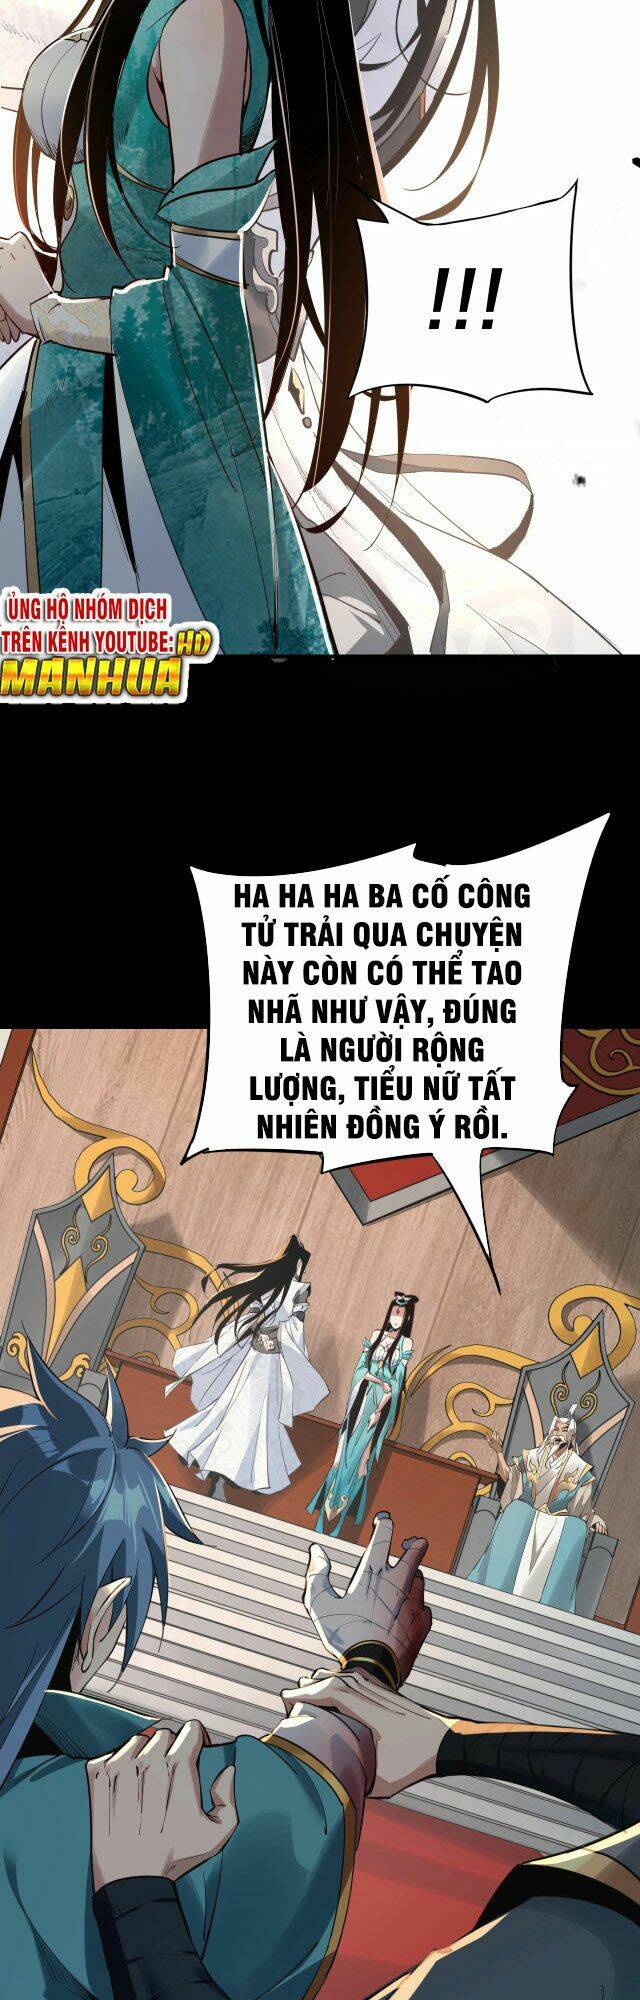 !!!
ỦNG HỘ NHÓM DỊCH
TRÊN KÊNH YOUTUBE: HD
MANHUA
HA HA HA BA CỐ CÔNG
TỬ TRẢI QUA CHUYỆN
NÀY CÒN CÓ THỂ TAO
NHÃ NHƯ VẬY, ĐÚNG
LÀ NGƯỜI RỘNG
LƯỢNG, TIỂU NỮ TẤT
NHIÊN ĐỒNG Ý RỒI.